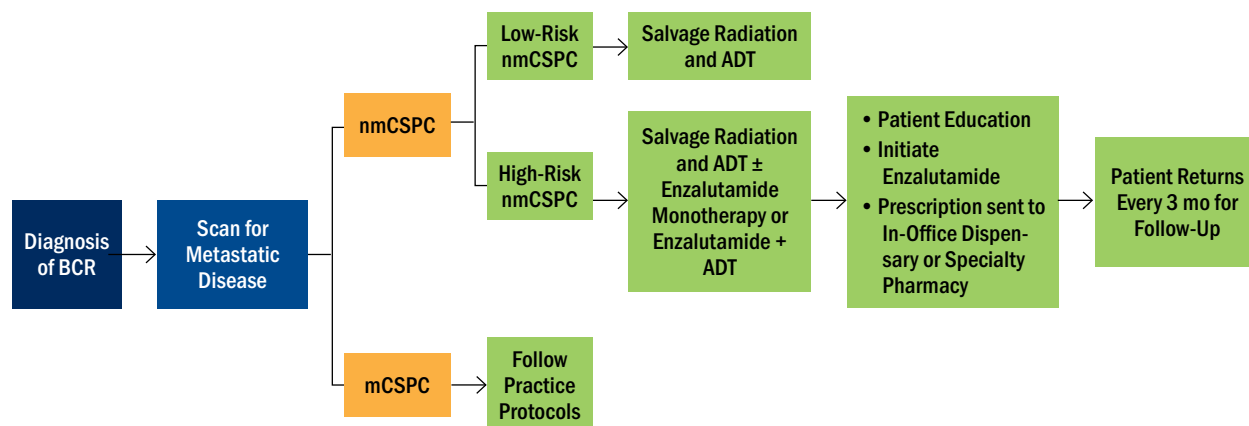 Diagnosis
of BCR
Scan for
Metastatic
Disease
nmCSPC
mCSPC
Low-Risk
nmCSPC
Salvage Radiation
and ADT
High-Risk
nmCSPC
Salvage Radiation
and ADT ±
Enzalutamide
Monotherapy or
Enzalutamide +
ADT
• Patient Education
• Initiate
Enzalutamide
• Prescription sent to
In-Office Dispen-
sary or Specialty
Pharmacy
Patient Returns
Every 3 mo for
Follow-Up
Follow
Practice
Protocols